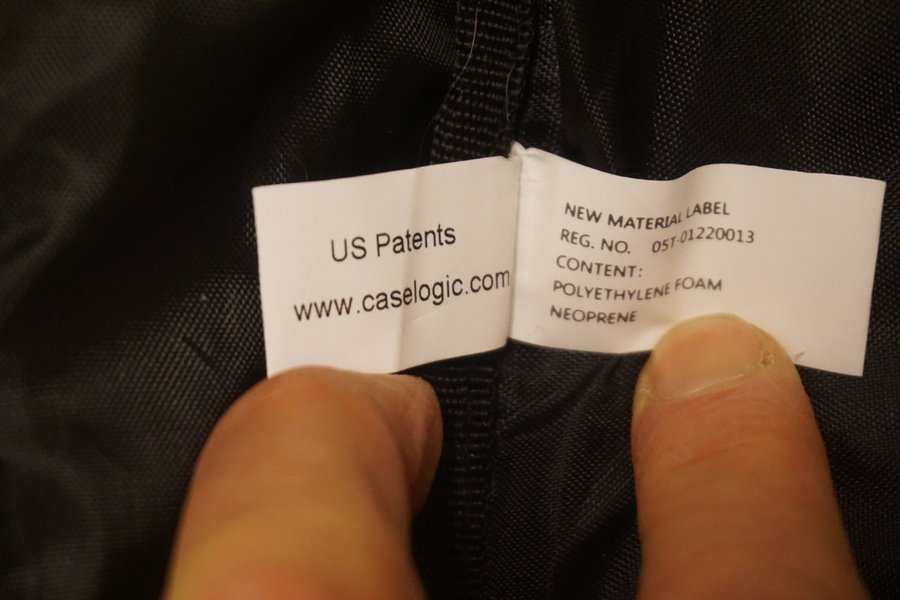 US Patents
www.caselogic.com
NEW MATERIAL LABEL
REG. NO. 05T-01220013
CONTENT:
POLYETHYLENE FOAM
NEOPRENE